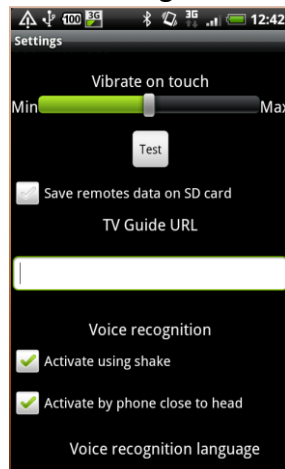 100 3G 3G 12:42
Settings
Vibrate on touch
Min Max
Test
Save remotes data on SD card
TV Guide URL
Voice recognition
Activate using shake
Activate by phone close to head
Voice recognition language